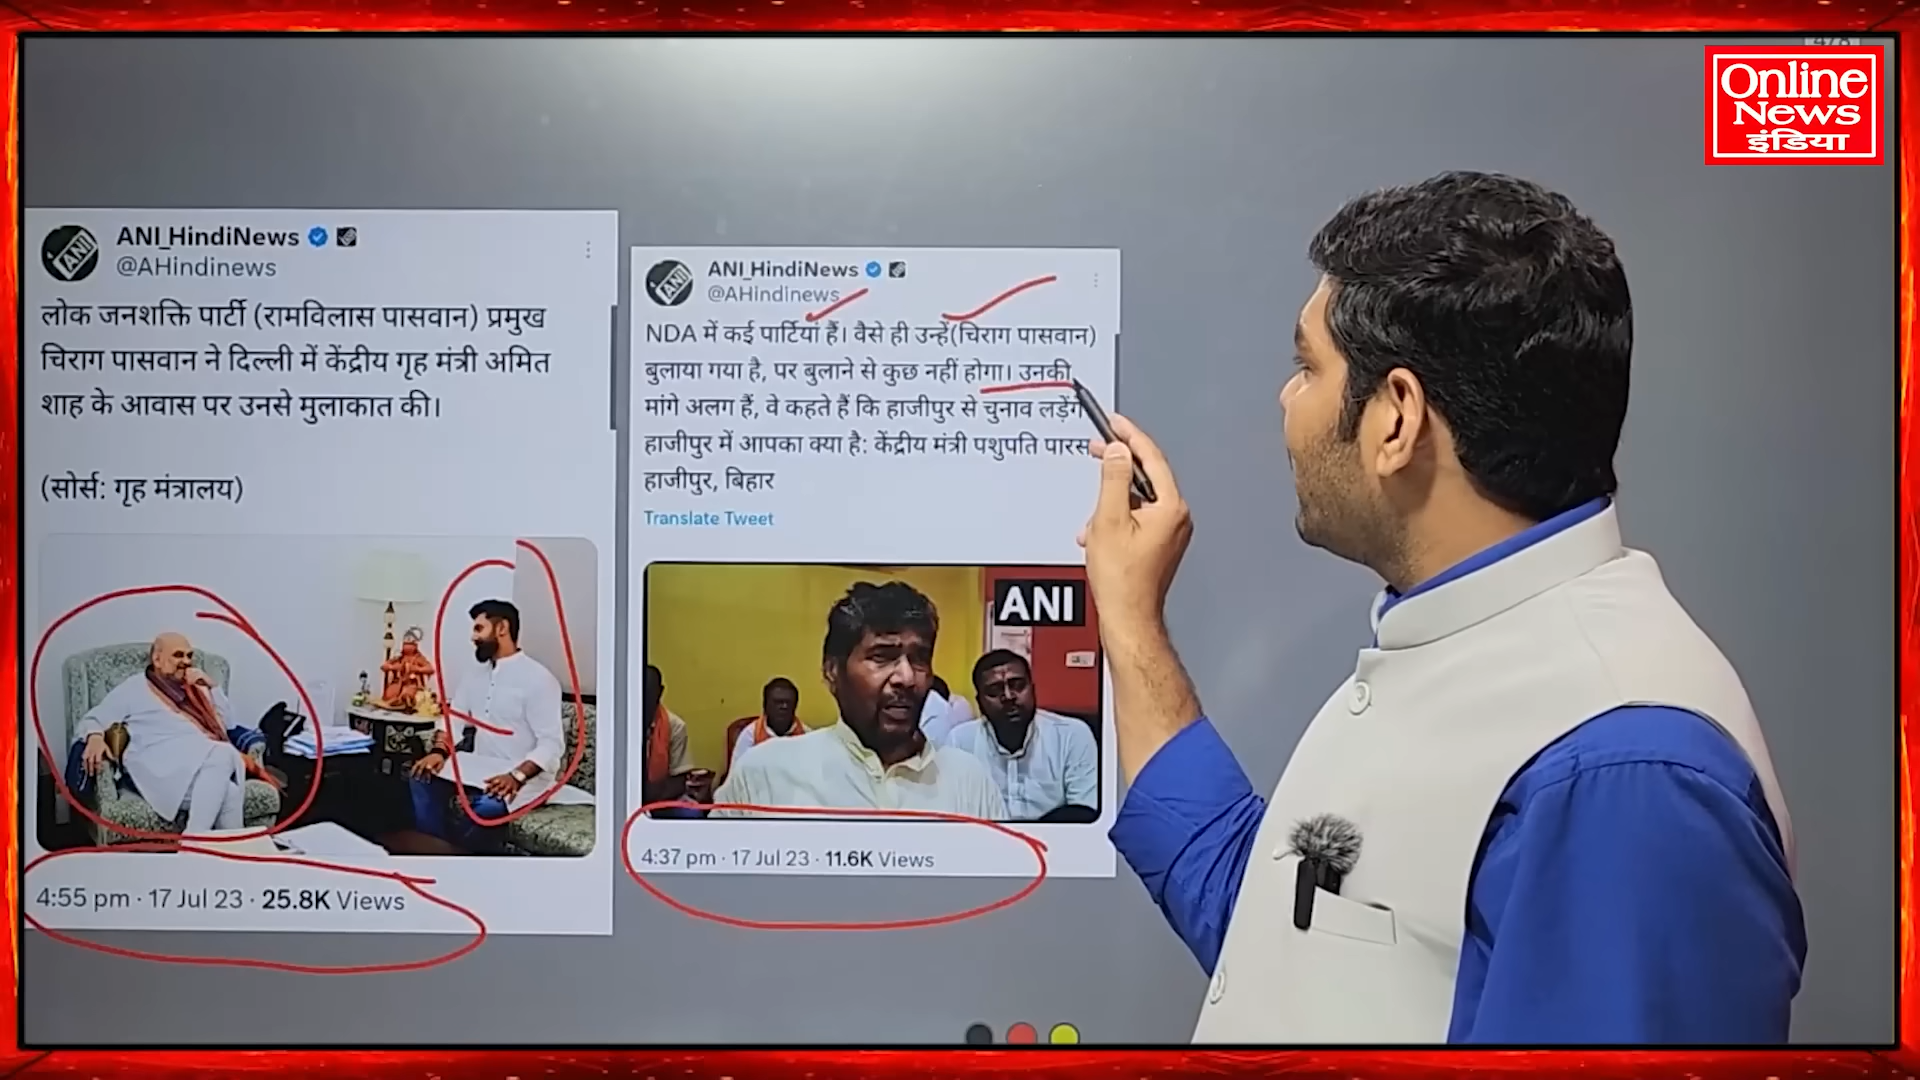 Online
News
इंडिया
ANI_HindiNews
@AHindinews
लोक जनशक्ति पार्टी (रामविलास पासवान) प्रमुख
चिराग पासवान ने दिल्ली में केंद्रीय गृह मंत्री अमित
शाह के आवास पर उनसे मुलाकात की।
(सोर्स: गृह मंत्रालय)
4:55 pm · 17 Jul 23 · 25.8K Views
ANI_HindiNews
@AHindinews
NDA में कई पार्टियां हैं। वैसे ही उन्हें(चिराग पासवान)
बुलाया गया है, पर बुलाने से कुछ नहीं होगा। उनकी
मांगे अलग हैं, वे कहते हैं कि हाजीपुर से चुनाव लड़ेंगे
हाजीपुर में आपका क्या है: केंद्रीय मंत्री पशुपति पारस
हाजीपुर, बिहार
Translate Tweet
ANI
4:37 pm · 17 Jul 23 · 11.6K Views